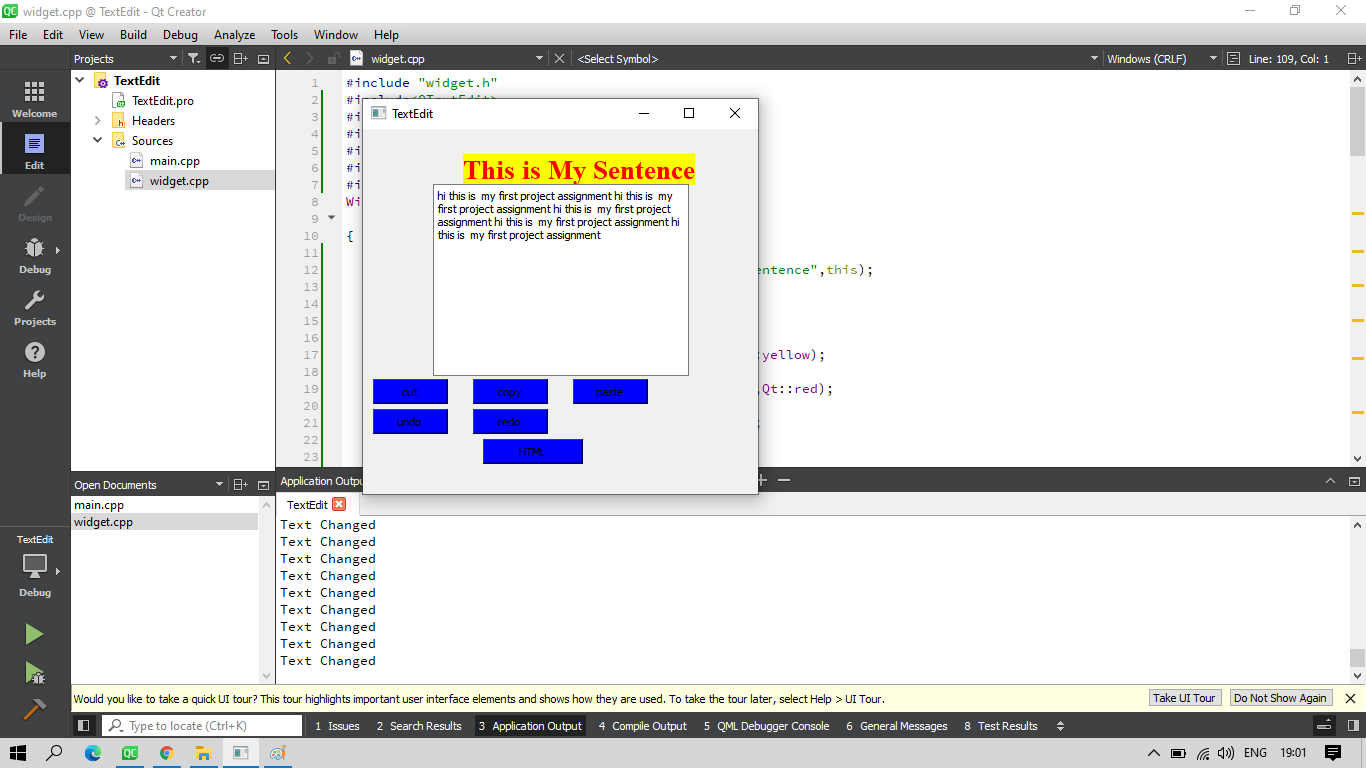 widget.cpp @ TextEdit - Qt Creator
File Edit View Build Debug Analyze Tools Window Help
Projects widget.cpp <Select Symbol> Windows (CRLF) Line: 109, Col: 1
Welcome
Edit
Design
Debug
Projects
Help
TextEdit
TextEdit.pro
Headers
Sources
main.cpp
widget.cpp
1 #include "widget.h"
2 #include<QTextEdit>
3 #i
4 #i
5 #i
6 #i
7 #i
8 Wi
9
10 {
11
12 entence",this);
13
14
15
16
17 :yellow);
18
19 ,Qt::red);
20
21 ;
22
23
TextEdit
This is My Sentence
hi this is my first project assignment hi this is my
first project assignment hi this is my first project
assignment hi this is my first project assignment hi
this is my first project assignment
cut copy paste
undo redo
HTML
Open Documents
main.cpp
widget.cpp
Application Outpu
TextEdit
Text Changed
Text Changed
Text Changed
Text Changed
Text Changed
Text Changed
Text Changed
Text Changed
Text Changed
TextEdit
Debug
Would you like to take a quick UI tour? This tour highlights important user interface elements and shows how they are used. To take the tour later, select Help > UI Tour. Take UI Tour Do Not Show Again
Type to locate (Ctrl+K) 1 Issues 2 Search Results 3 Application Output 4 Compile Output 5 QML Debugger Console 6 General Messages 8 Test Results
ENG 19:01